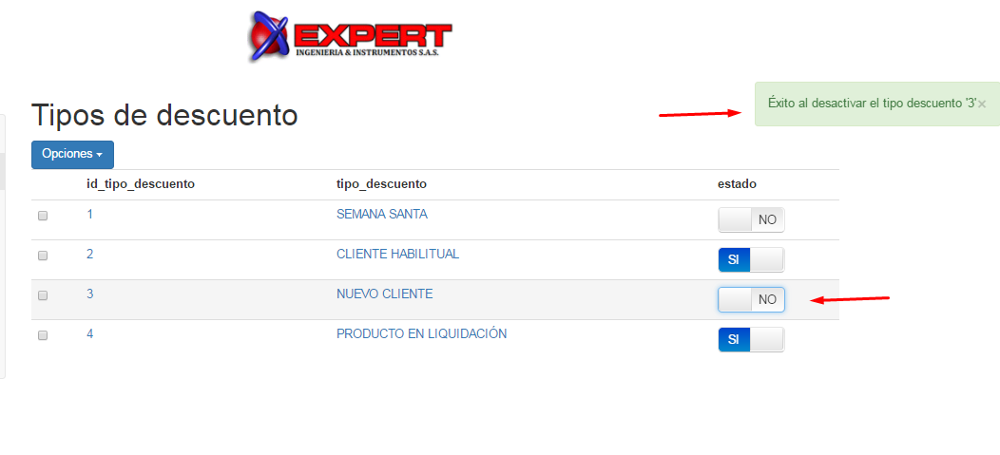 EXPERT
INGENIERIA & INSTRUMENTOS S.A.S.
Éxito al desactivar el tipo descuento '3'×
Tipos de descuento
Opciones
id_tipo_descuento tipo_descuento estado
1 SEMANA SANTA NO
2 CLIENTE HABILITUAL SI
3 NUEVO CLIENTE NO
4 PRODUCTO EN LIQUIDACIÓN SI